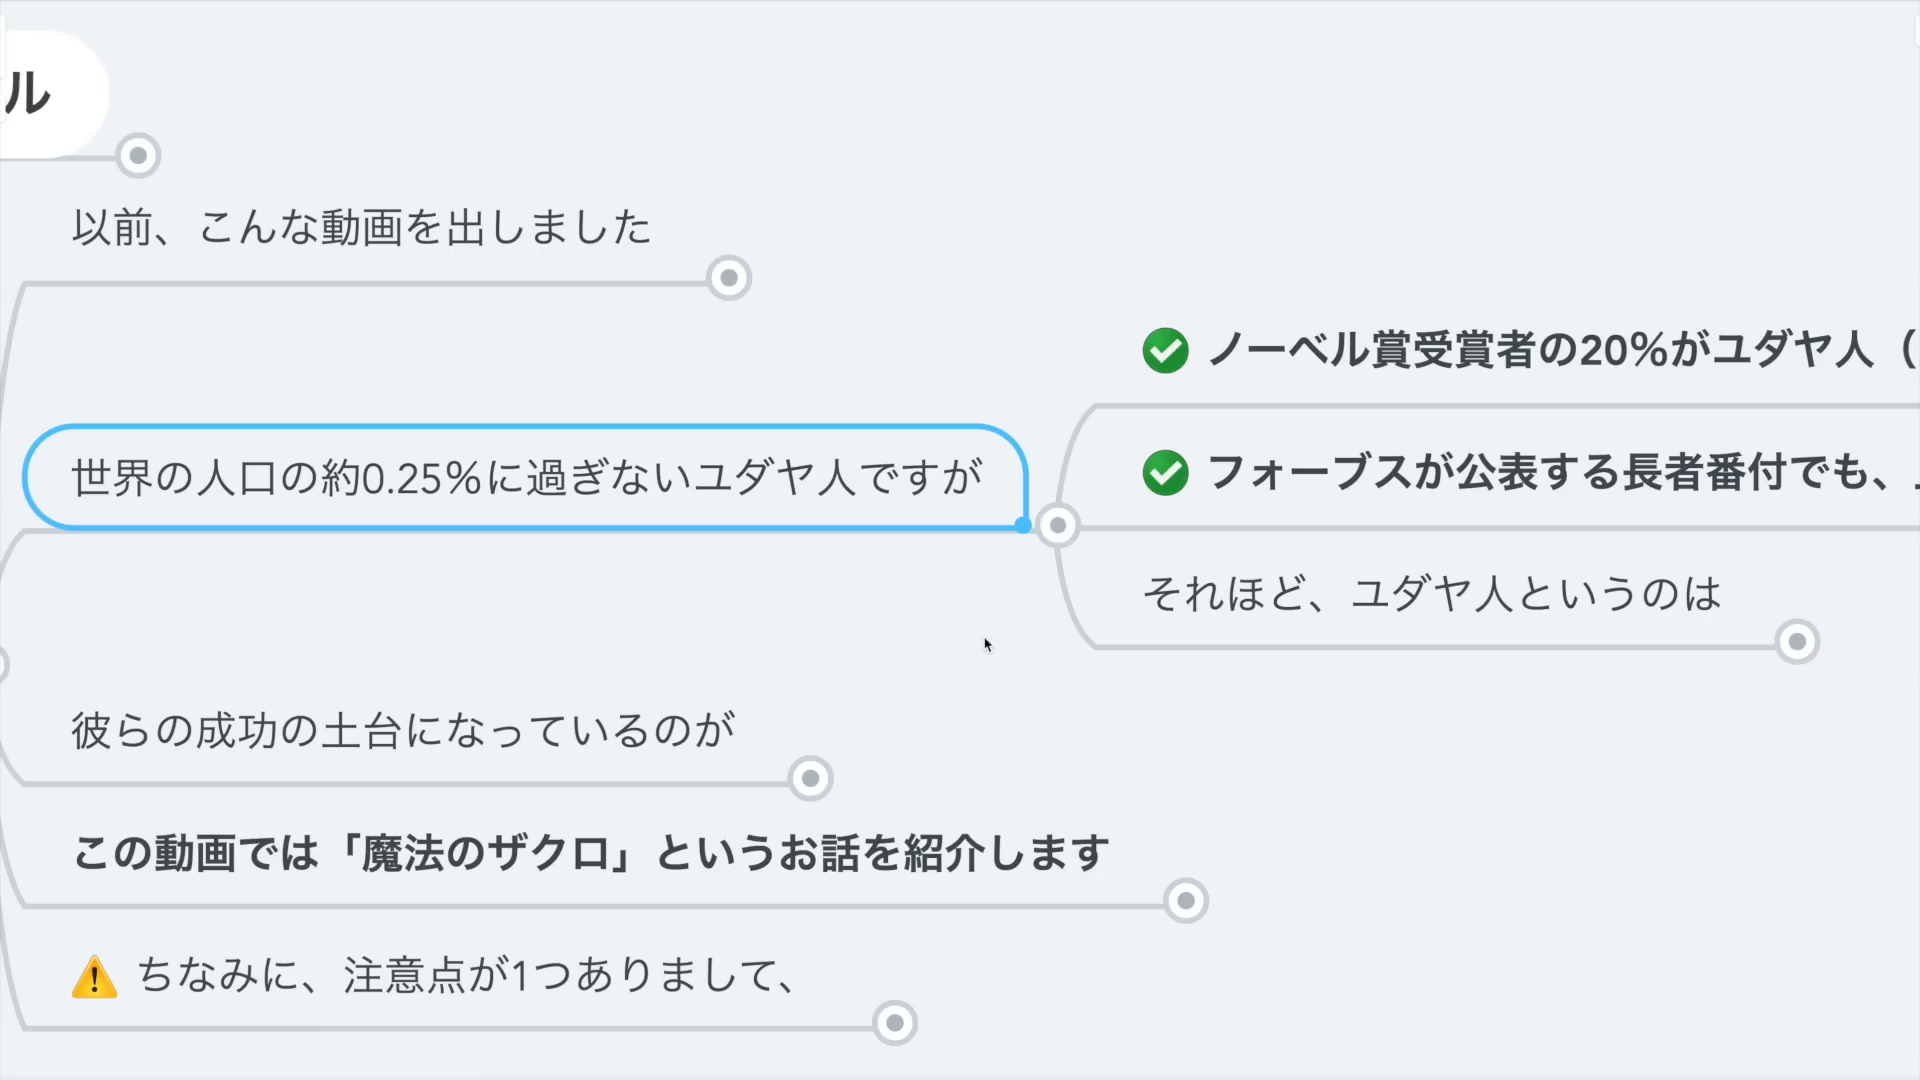 ル
以前、こんな動画を出しました
世界の人口の約0.25%に過ぎないユダヤ人ですが
ノーベル賞受賞者の20%がユダヤ人（
フォーブスが公表する長者番付でも、
それほど、ユダヤ人というのは
彼らの成功の土台になっているのが
この動画では「魔法のザクロ」というお話を紹介します
ちなみに、注意点が1つありまして、